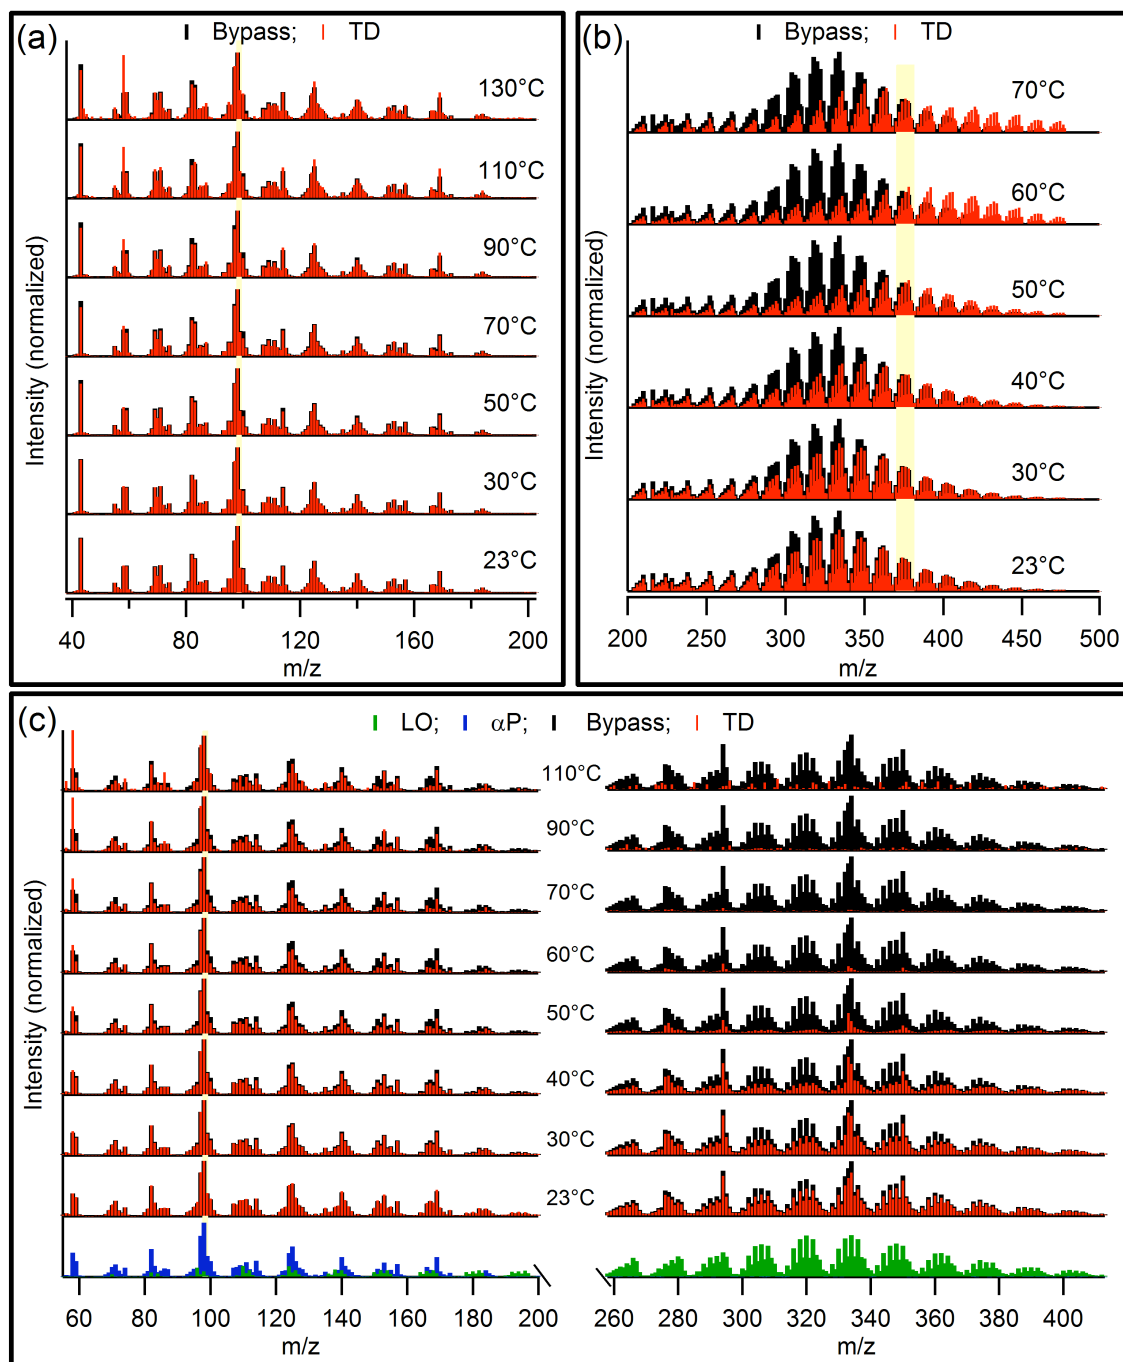 (a)
Bypass; TD
130°C
110°C
90°C
70°C
50°C
30°C
23°C
Intensity (normalized)
40 80 120 160 200
m/z
(b)
Bypass; TD
70°C
60°C
50°C
40°C
30°C
23°C
Intensity (normalized)
200 250 300 350 400 450 500
m/z
(c)
LO; αP; Bypass; TD
110°C
90°C
70°C
60°C
50°C
40°C
30°C
23°C
Intensity (normalized)
60 80 100 120 140 160 180 200
260 280 300 320 340 360 380 400
m/z
m/z